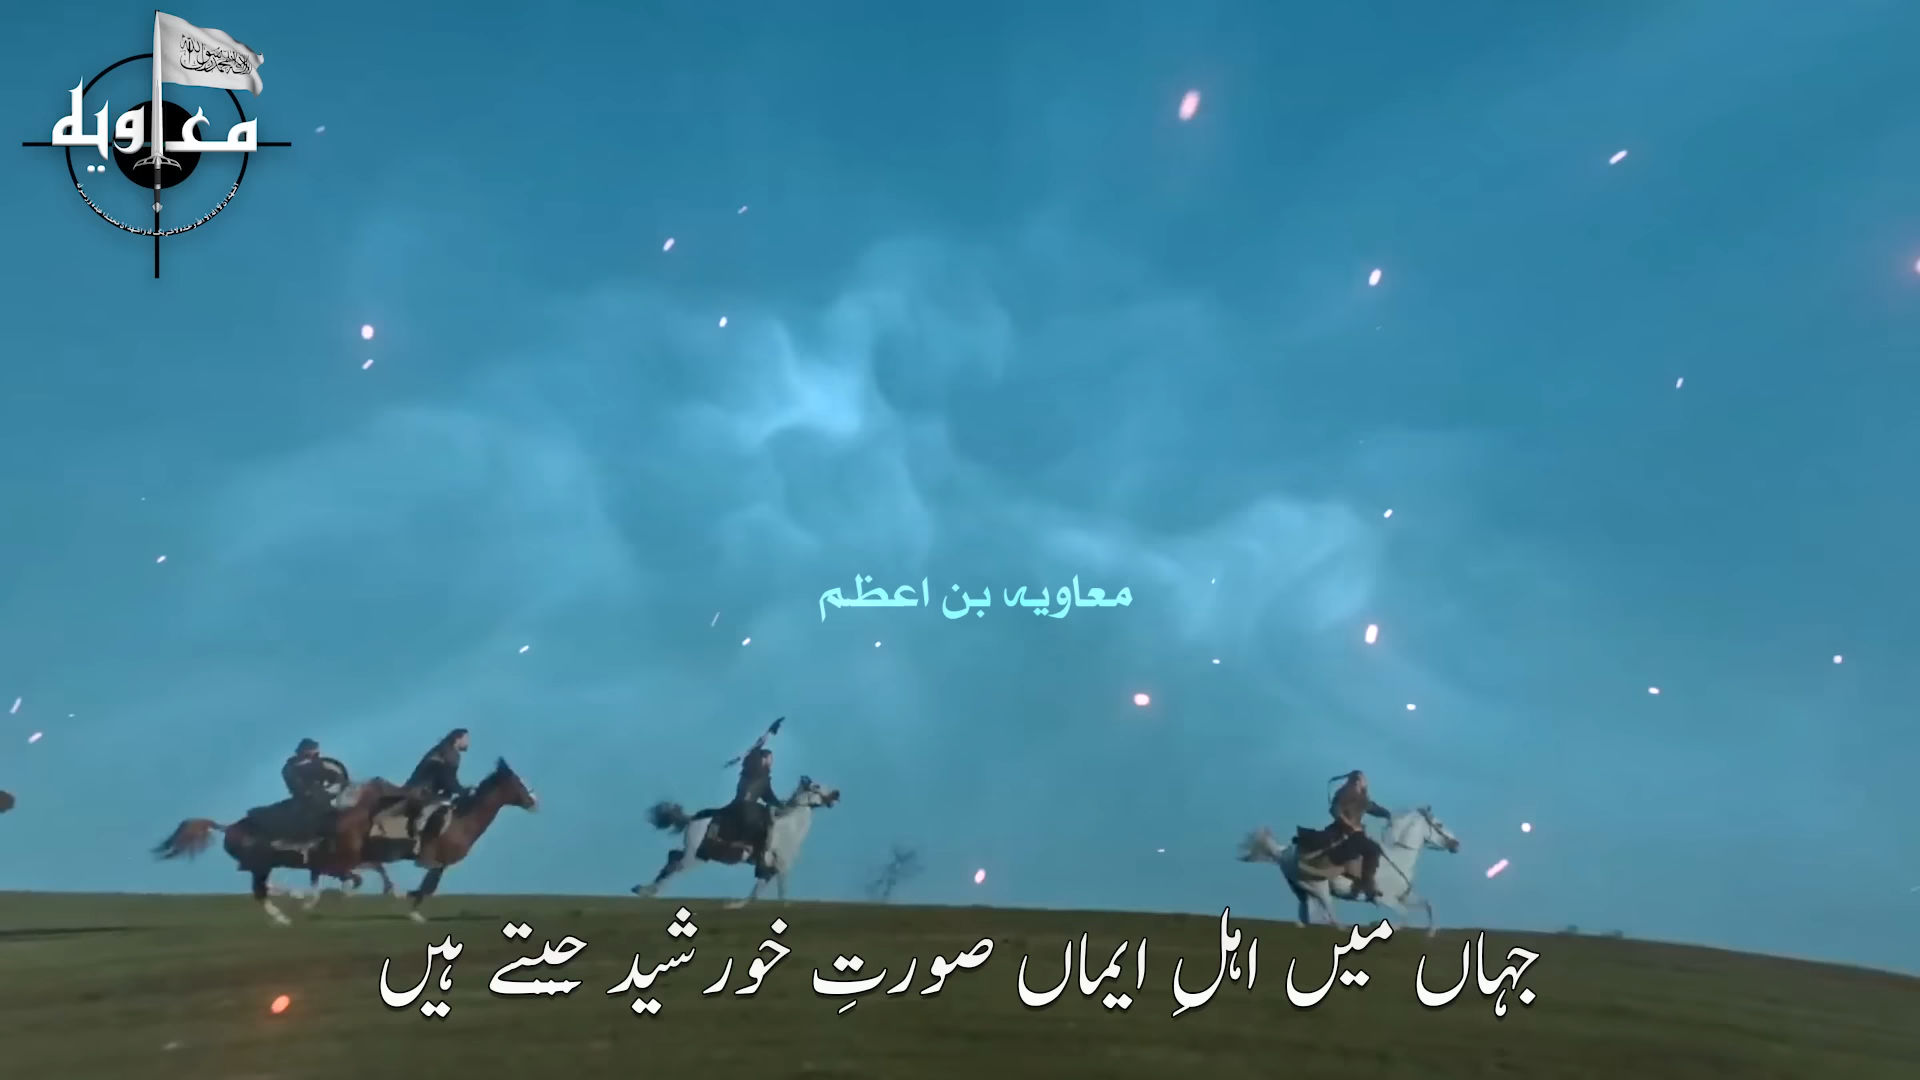 معاویہ
معاویہ بن اعظم
جہاں میں اہلِ ایماں صورتِ خورشید جیتے ہیں